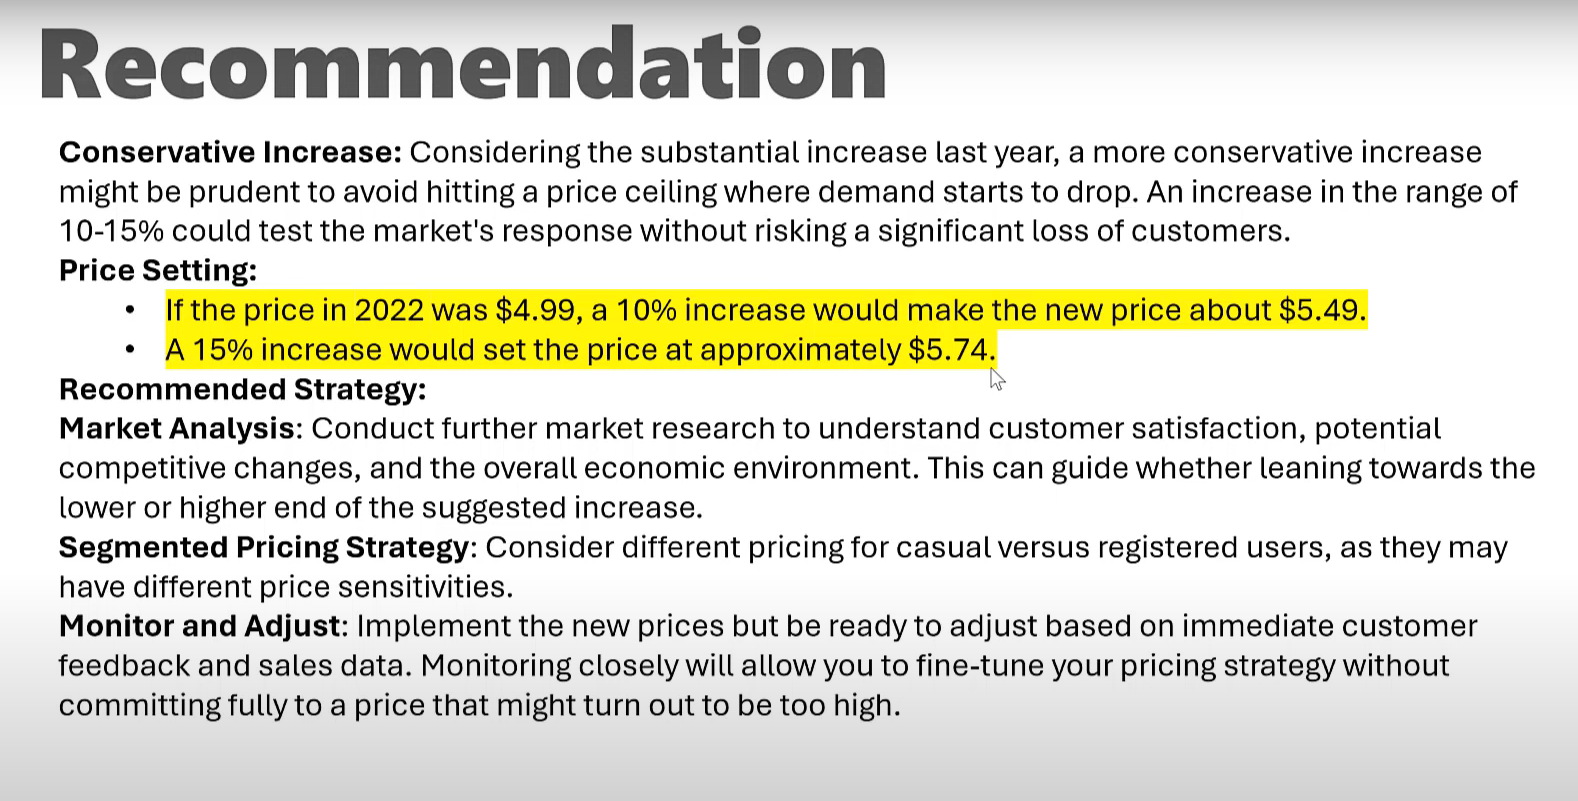 Recommendation
Conservative Increase: Considering the substantial increase last year, a more conservative increase
might be prudent to avoid hitting a price ceiling where demand starts to drop. An increase in the range of
10-15% could test the market's response without risking a significant loss of customers.
Price Setting:
• If the price in 2022 was $4.99, a 10% increase would make the new price about $5.49.
• A 15% increase would set the price at approximately $5.74.
Recommended Strategy:
Market Analysis: Conduct further market research to understand customer satisfaction, potential
competitive changes, and the overall economic environment. This can guide whether leaning towards the
lower or higher end of the suggested increase.
Segmented Pricing Strategy: Consider different pricing for casual versus registered users, as they may
have different price sensitivities.
Monitor and Adjust: Implement the new prices but be ready to adjust based on immediate customer
feedback and sales data. Monitoring closely will allow you to fine-tune your pricing strategy without
committing fully to a price that might turn out to be too high.